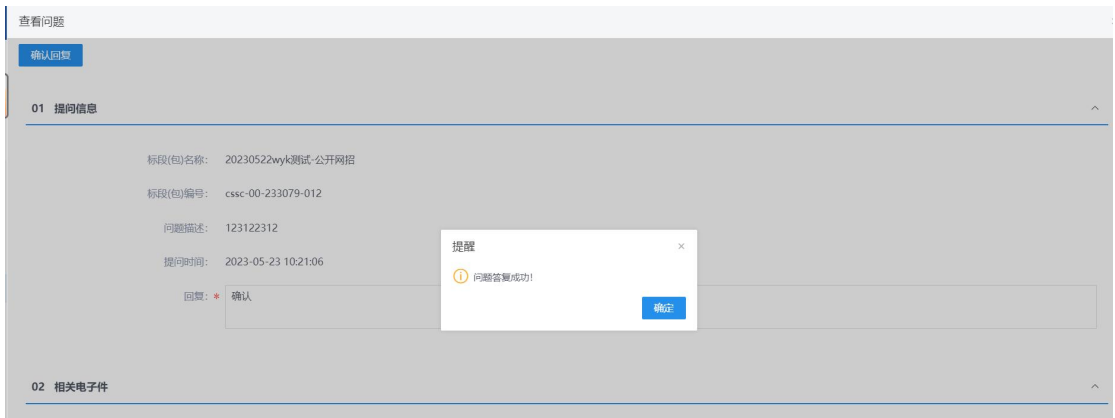 查看问题
确认回复
01 提问信息
标段(包)名称: 20230522wyk测试-公开网招
标段(包)编号: cssc-00-233079-012
问题描述: 123122312
提问时间: 2023-05-23 10:21:06
回复: * 确认
提醒
问题答复成功!
确定
02 相关电子件